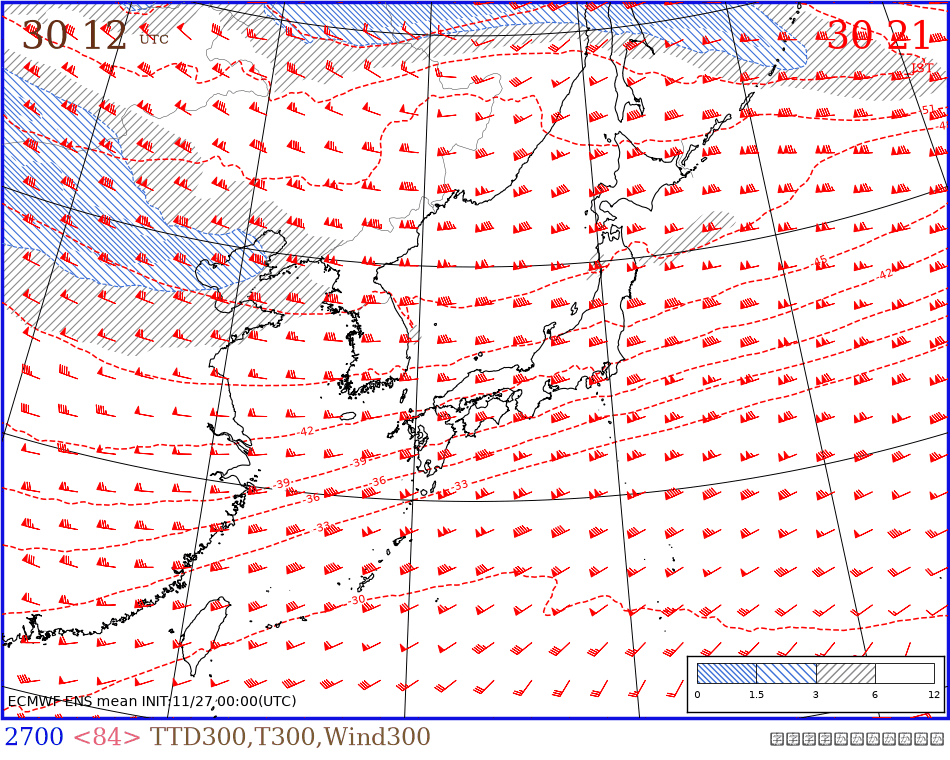 30 12 UTC
30 21
JST
-51
-45
-42
-42
-39
-39
-36
-36
-33
-33
-30
ECMWF ENS mean INIT:11/27 00:00(UTC)
0 1.5 3 6 12
2700 <84> TTD300,T300,Wind300